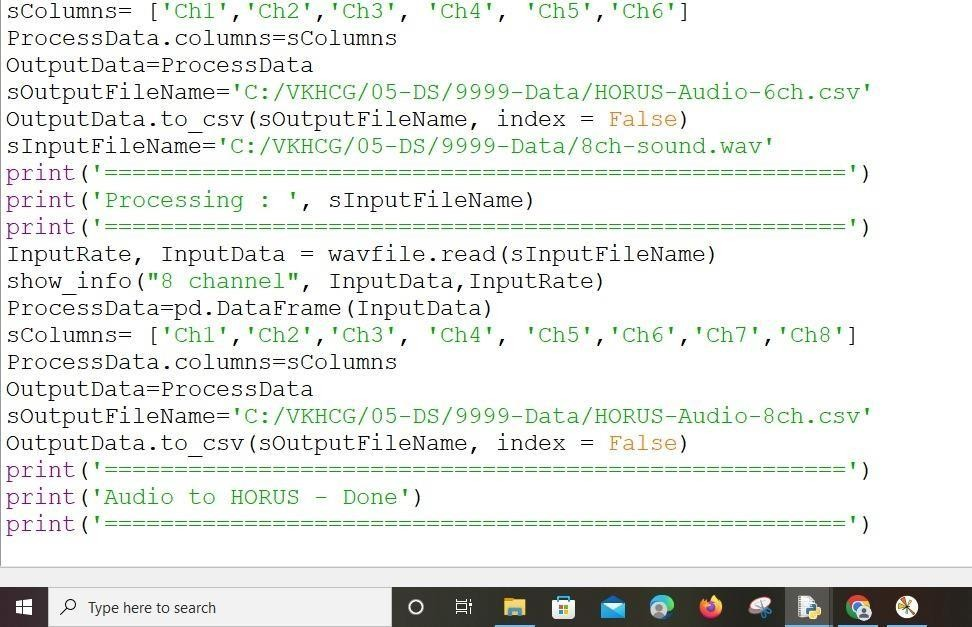 sColumns= ['Ch1','Ch2','Ch3', 'Ch4', 'Ch5','Ch6']
ProcessData.columns=sColumns
OutputData=ProcessData
sOutputFileName='C:/VKHCG/05-DS/9999-Data/HORUS-Audio-6ch.csv'
OutputData.to_csv(sOutputFileName, index = False)
sInputFileName='C:/VKHCG/05-DS/9999-Data/8ch-sound.wav'
print('=====================================================')
print('Processing : ', sInputFileName)
print('=====================================================')
InputRate, InputData = wavfile.read(sInputFileName)
show_info("8 channel", InputData,InputRate)
ProcessData=pd.DataFrame(InputData)
sColumns= ['Ch1','Ch2','Ch3', 'Ch4', 'Ch5','Ch6','Ch7','Ch8']
ProcessData.columns=sColumns
OutputData=ProcessData
sOutputFileName='C:/VKHCG/05-DS/9999-Data/HORUS-Audio-8ch.csv'
OutputData.to_csv(sOutputFileName, index = False)
print('=====================================================')
print('Audio to HORUS - Done')
print('=====================================================')
Type here to search